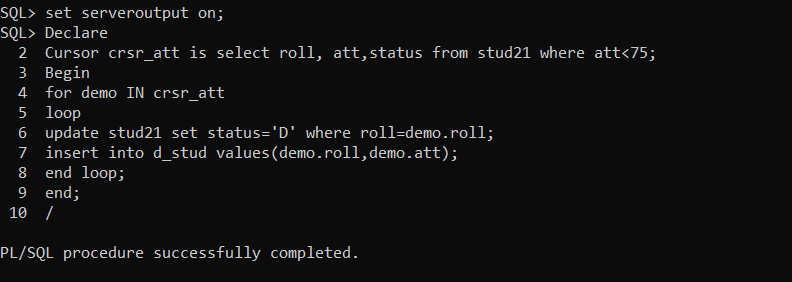 SQL> set serveroutput on;
SQL> Declare
  2  Cursor crsr_att is select roll, att,status from stud21 where att<75;
  3  Begin
  4  for demo IN crsr_att
  5  loop
  6  update stud21 set status='D' where roll=demo.roll;
  7  insert into d_stud values(demo.roll,demo.att);
  8  end loop;
  9  end;
 10  /
PL/SQL procedure successfully completed.